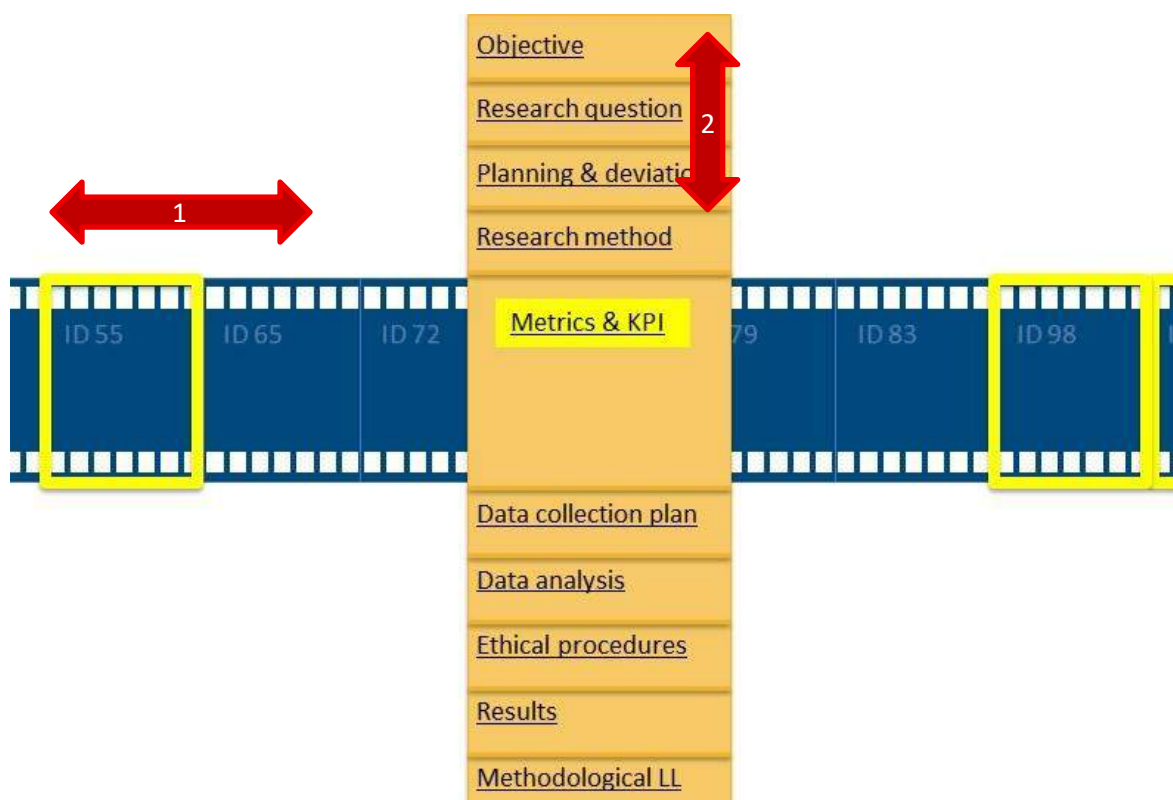 Objective
Research question
2
Planning & deviatio
1
Research method
ID 55
ID 65
ID 72
Metrics & KPI
79
ID 83
ID 98
Data collection plan
Data analysis
Ethical procedures
Results
Methodological LL